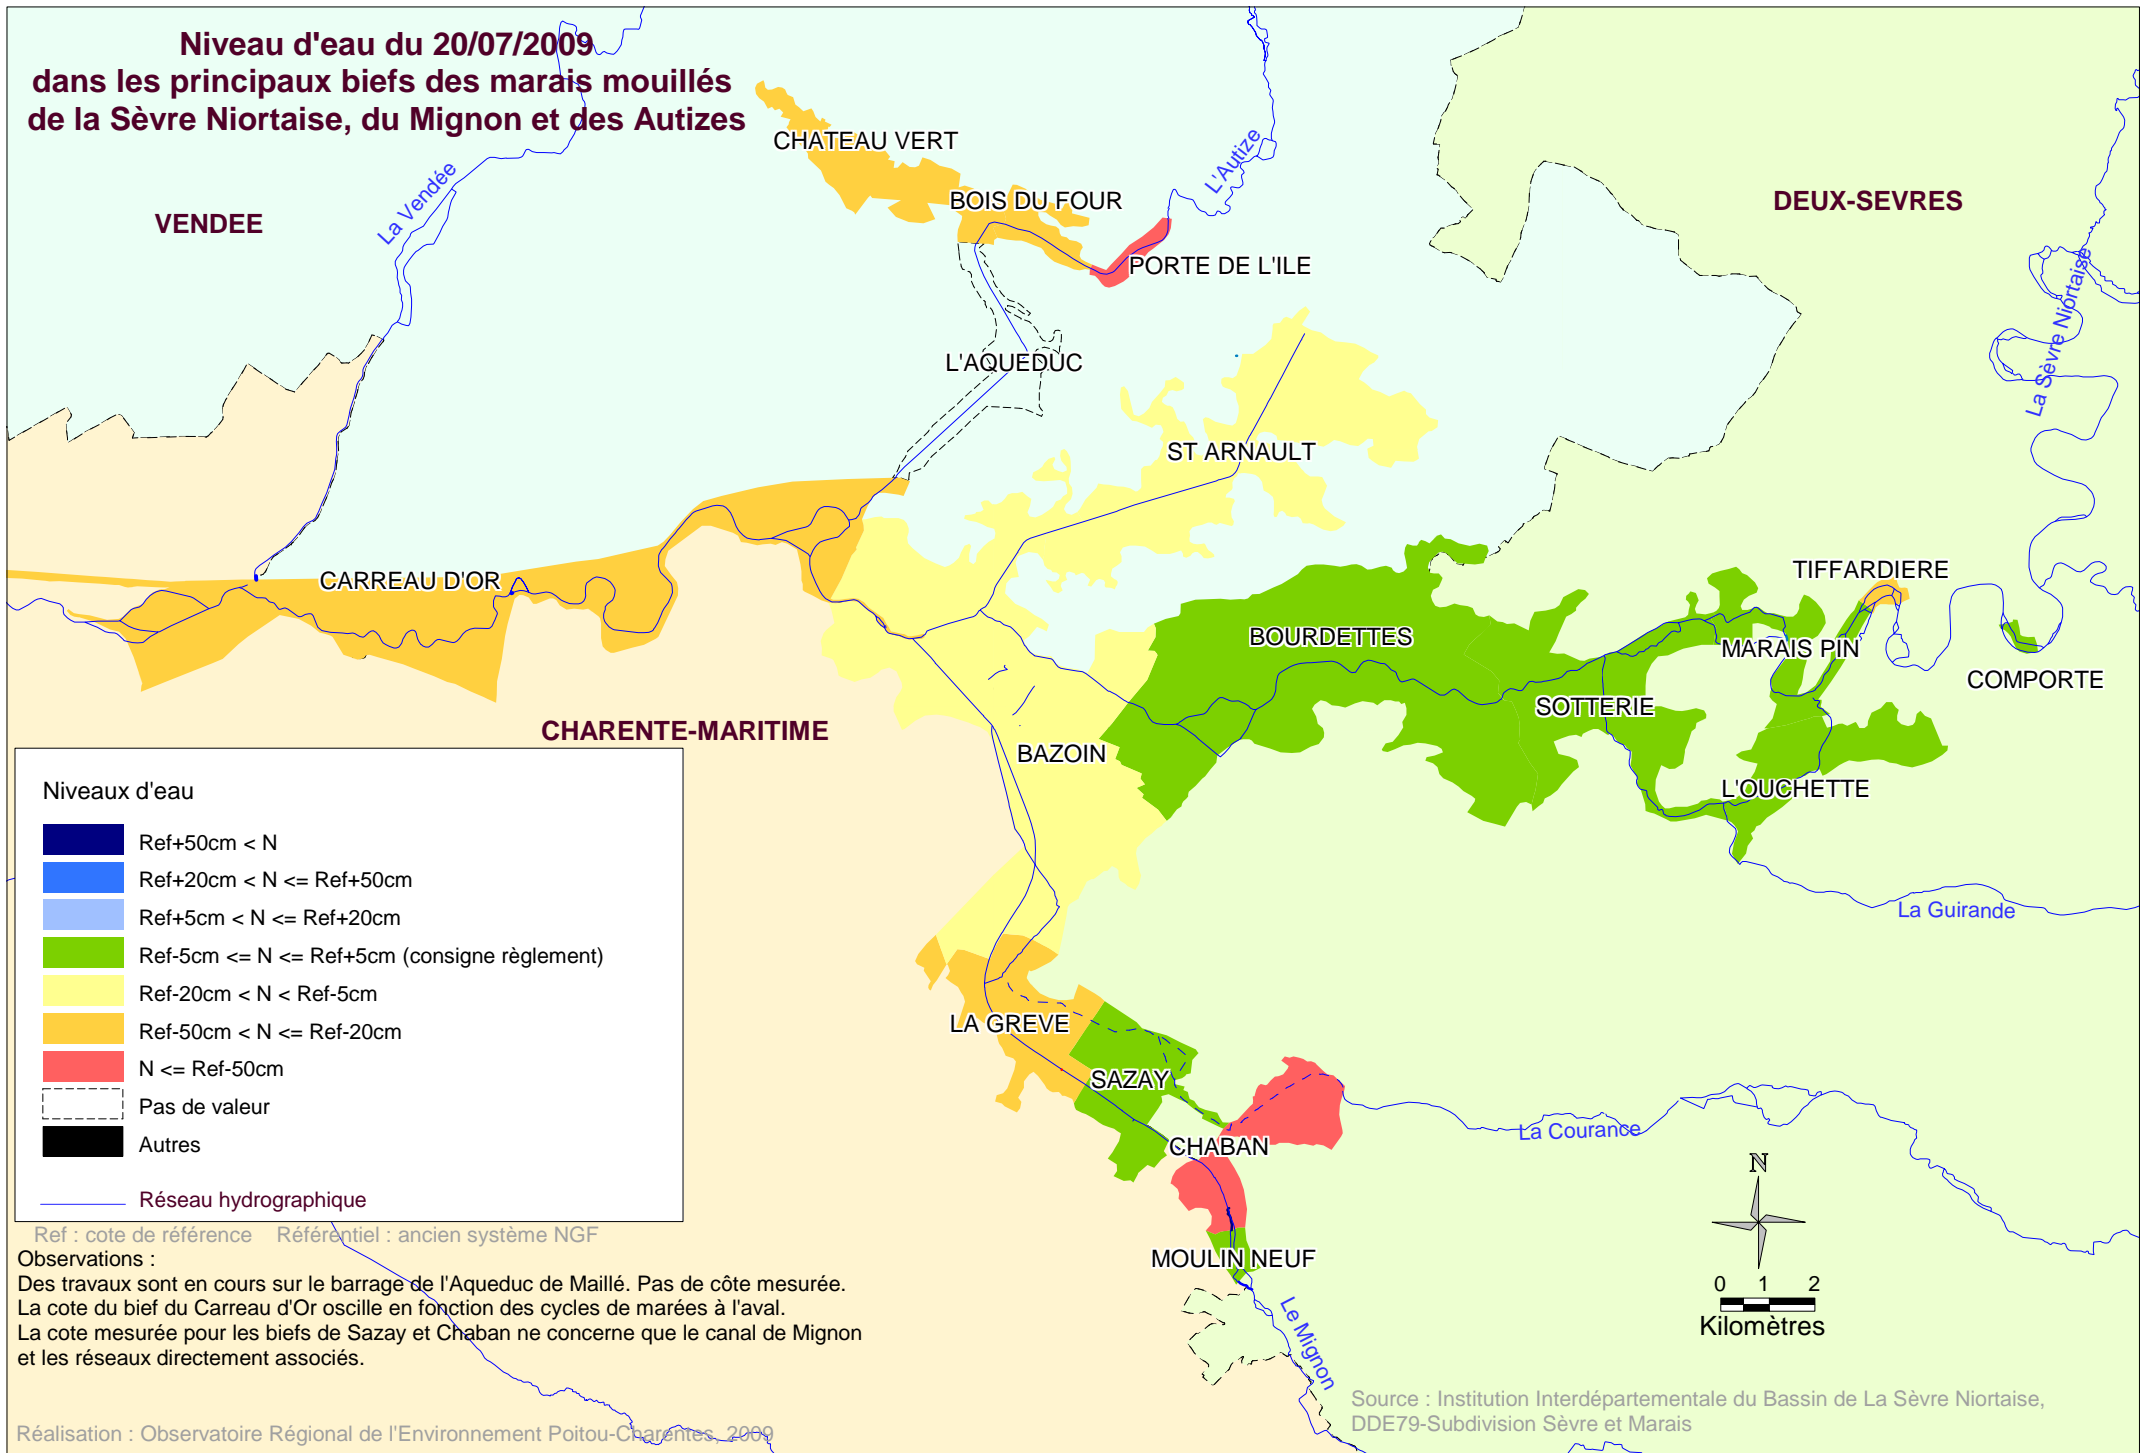 Niveau d'eau du 20/07/2009
dans les principaux biefs des marais mouillés
de la Sèvre Niortaise, du Mignon et des Autizes
CHATEAU VERT
L'Autize
La Vendée
BOIS DU FOUR
DEUX-SEVRES
VENDEE
PORTE DE L'ILE
La Sèvre Niortaise
L'AQUEDUC
ST ARNAULT
CARREAU D'OR
TIFFARDIERE
BOURDETTES
MARAIS PIN
COMPORTE
SOTTERIE
CHARENTE-MARITIME
BAZOIN
L'OUCHETTE
La Guirande
LA GREVE
SAZAY
CHABAN
La Courance
MOULIN NEUF
Le Mignon
Niveaux d'eau
Ref+50cm < N
Ref+20cm < N <= Ref+50cm
Ref+5cm < N <= Ref+20cm
Ref-5cm <= N <= Ref+5cm (consigne règlement)
Ref-20cm < N < Ref-5cm
Ref-50cm < N <= Ref-20cm
N <= Ref-50cm
Pas de valeur
Autres
Réseau hydrographique
Ref : cote de référence Référentiel : ancien système NGF
Observations :
Des travaux sont en cours sur le barrage de l'Aqueduc de Maillé. Pas de côte mesurée.
La cote du bief du Carreau d'Or oscille en fonction des cycles de marées à l'aval.
La cote mesurée pour les biefs de Sazay et Chaban ne concerne que le canal de Mignon
et les réseaux directement associés.
N
0 1 2
Kilomètres
Source : Institution Interdépartementale du Bassin de La Sèvre Niortaise,
DDE79-Subdivision Sèvre et Marais
Réalisation : Observatoire Régional de l'Environnement Poitou-Charentes, 2009